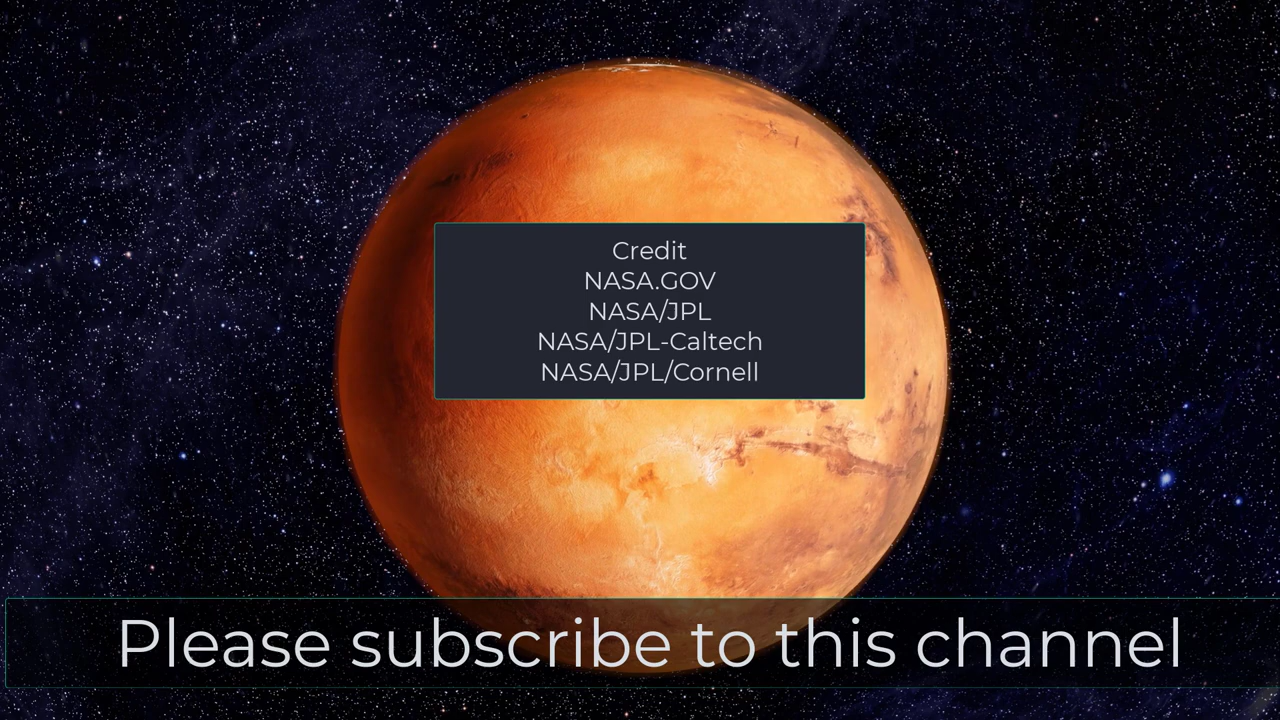 Credit
NASA.GOV
NASA/JPL
NASA/JPL-Caltech
NASA/JPL/Cornell
Please subscribe to this channel